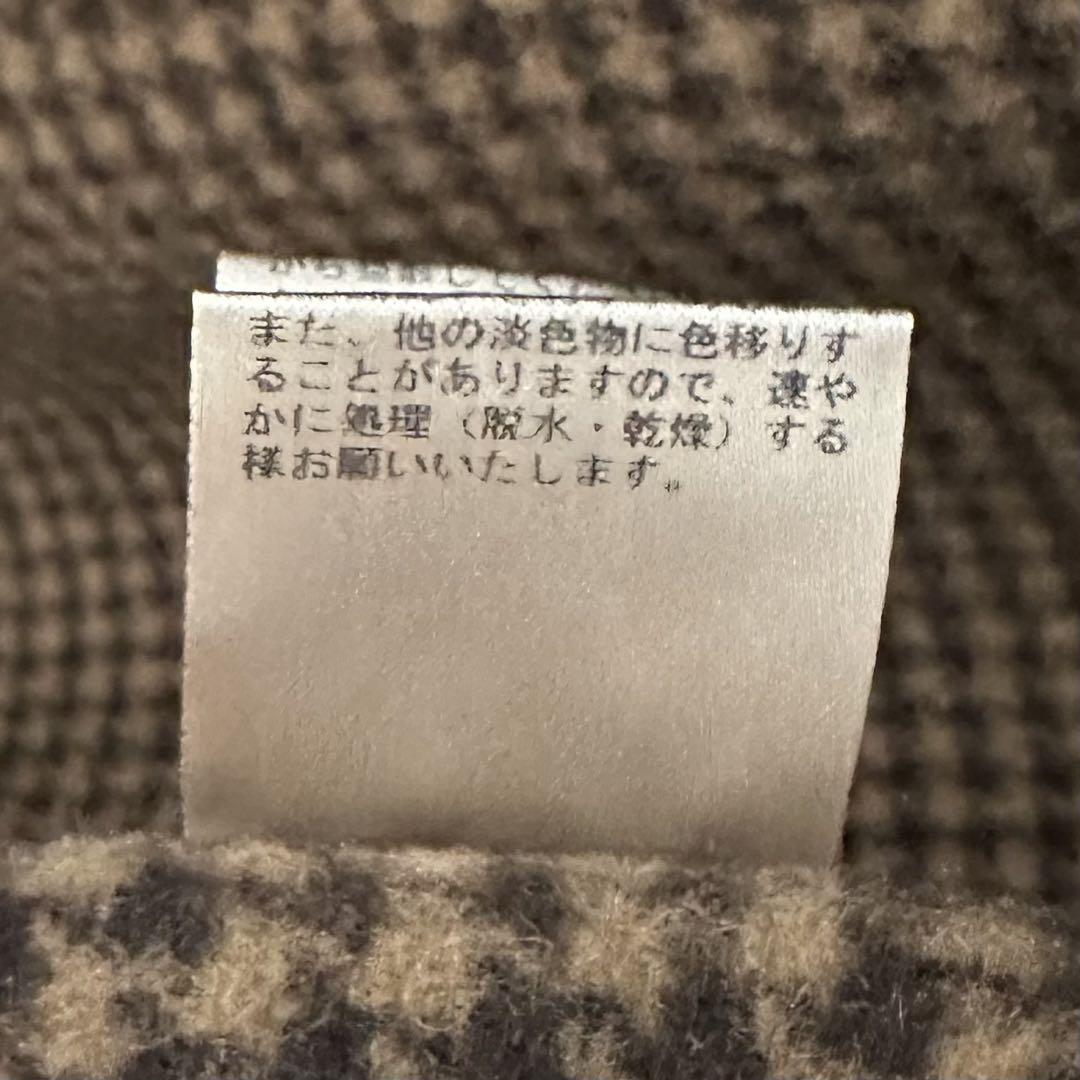 また、他の淡色物に色移りす
ることがありますので、速や
かに処理（脱水・乾燥）する
様お願いいたします。